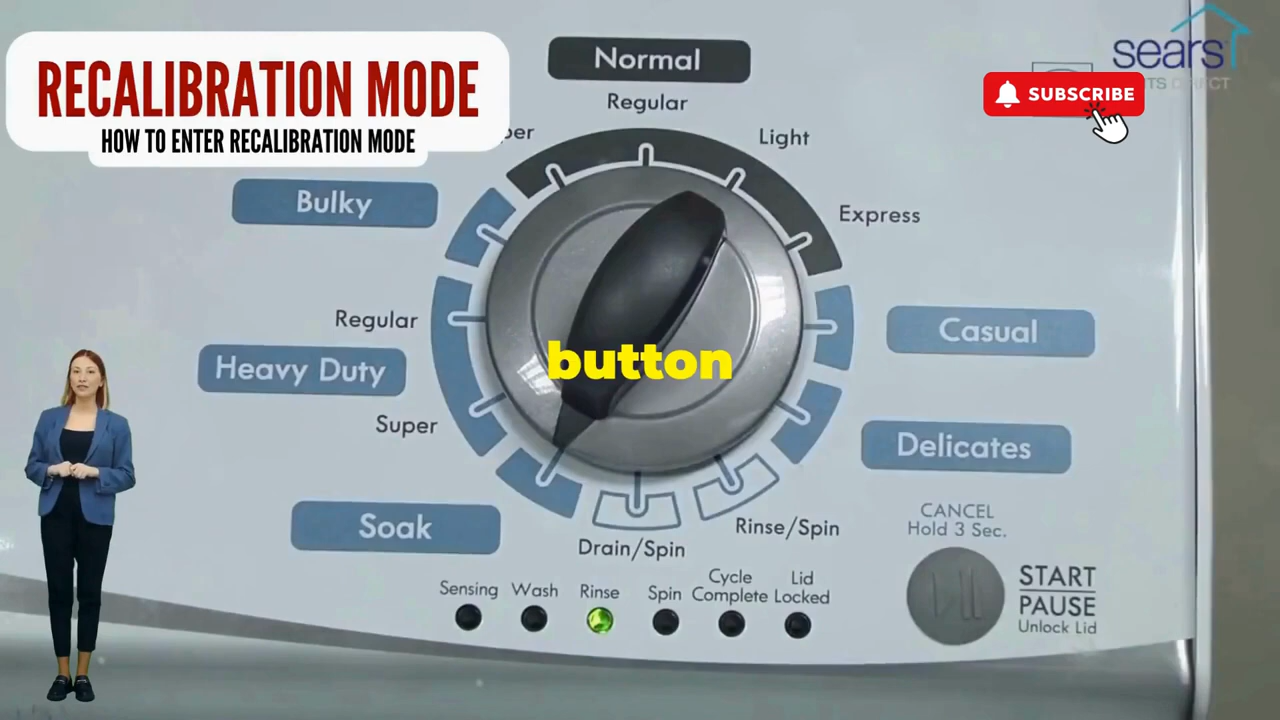 RECALIBRATION MODE
HOW TO ENTER RECALIBRATION MODE
sears
DIRECT
SUBSCRIBE
Normal
Regular
Light
Express
Bulky
Regular
Heavy Duty
Super
Casual
Delicates
button
Soak
Drain/Spin
Rinse/Spin
CANCEL
Hold 3 Sec.
START
PAUSE
Unlock Lid
Sensing
Wash
Rinse
Spin
Cycle
Complete
Lid
Locked